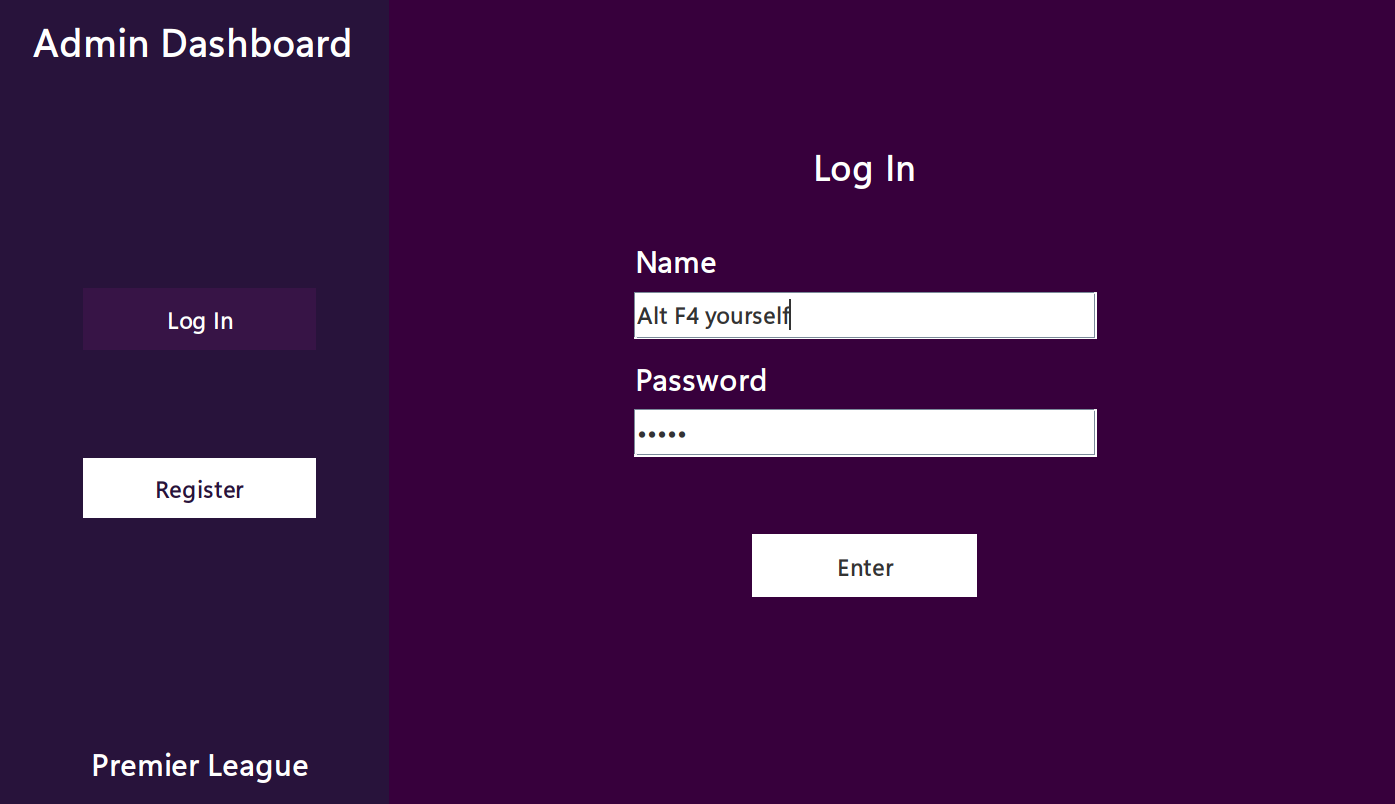 Admin Dashboard
Log In
Register
Premier League
Log In
Name
Alt F4 yourself
Password
•••••
Enter